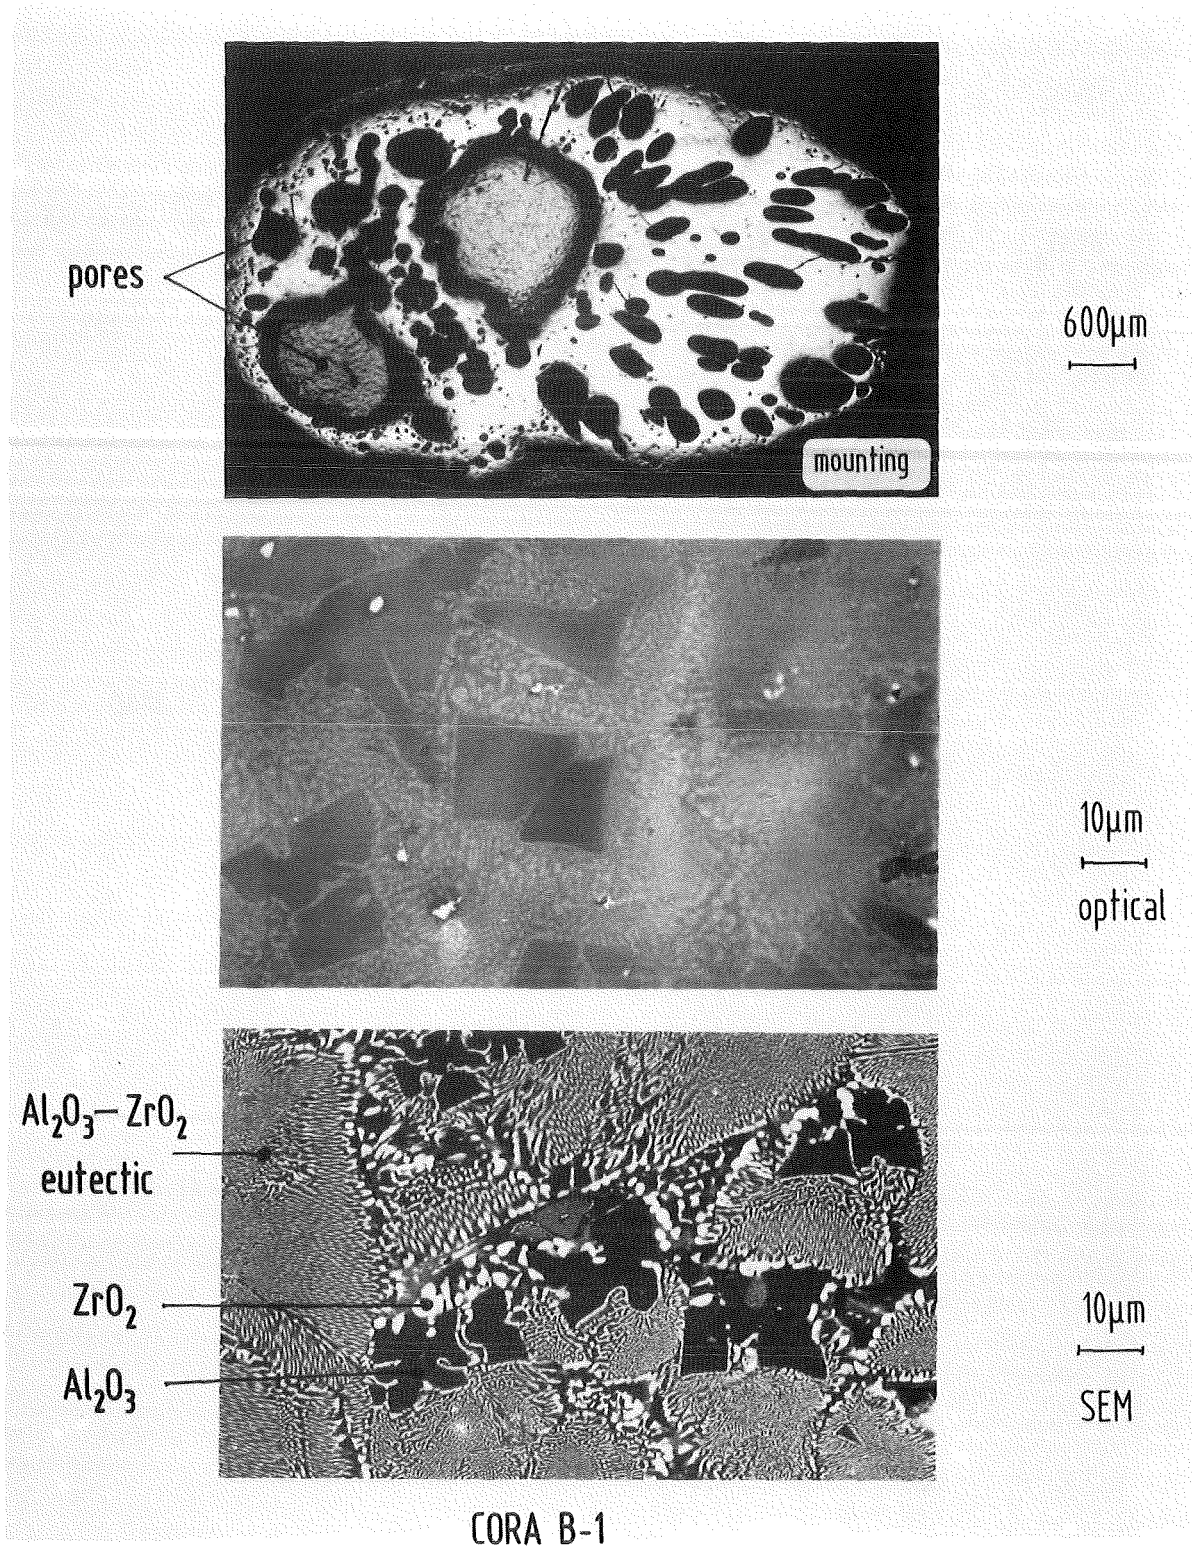 pores
600µm
mounting
10µm
optical
Al₂O₃–ZrO₂
eutectic
ZrO₂
Al₂O₃
10µm
SEM
CORA B-1